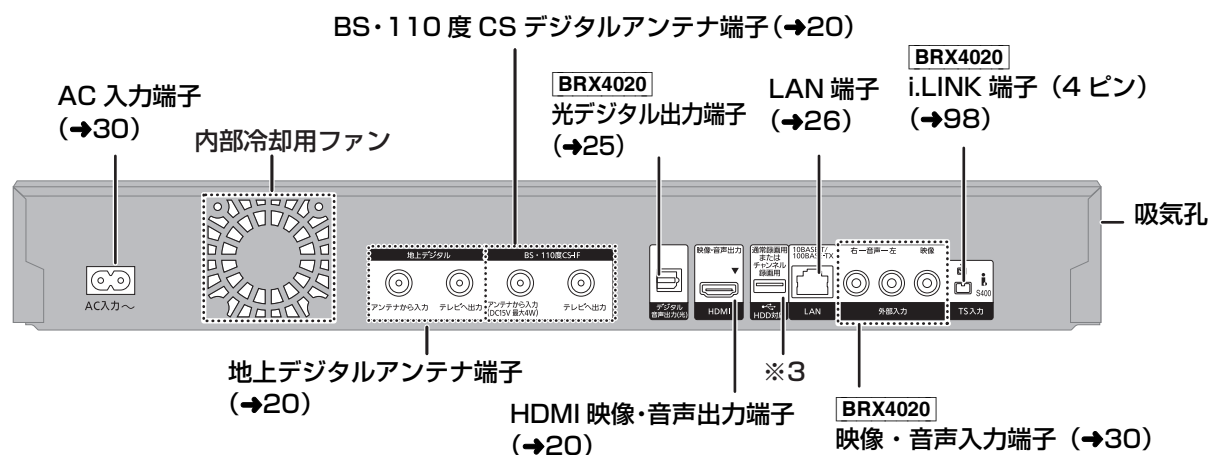 BS・110 度 CS デジタルアンテナ端子(➜20)
BRX4020
光デジタル出力端子
(➜25)
LAN 端子
(➜26)
BRX4020
i.LINK 端子(4 ピン)
(➜98)
AC 入力端子
(➜30)
内部冷却用ファン
吸気孔
AC入力～
地上デジタル
アンテナから入力
テレビへ出力
BS・110度CS-IF
アンテナから入力
(DC15V 最大4W)
テレビへ出力
デジタル
音声出力(光)
映像・音声出力
HDMI
通常録画用
または
チャンネル
録画用
HDD対応
10BASE-T/
100BASE-TX
LAN
右ー音声ー左
映像
外部入力
S400
TS入力
地上デジタルアンテナ端子
(➜20)
HDMI 映像・音声出力端子
(➜20)
※3
BRX4020
映像・音声入力端子(➜30)